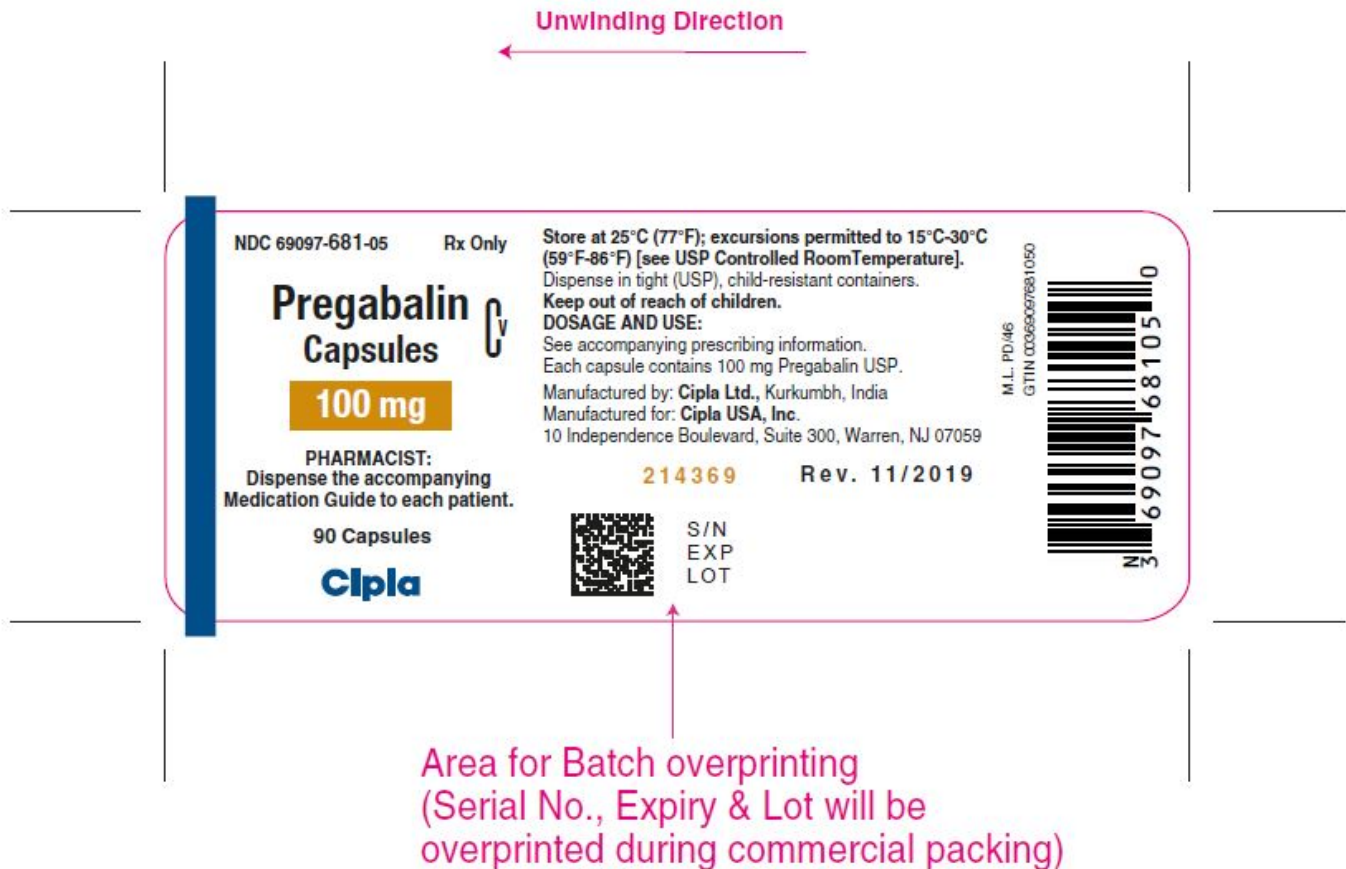 Unwinding Direction
NDC 69097-681-05 Rx Only
Pregabalin CV
Capsules
100 mg
PHARMACIST:
Dispense the accompanying
Medication Guide to each patient.
90 Capsules
Cipla
Store at 25°C (77°F); excursions permitted to 15°C-30°C
(59°F-86°F) [see USP Controlled RoomTemperature].
Dispense in tight (USP), child-resistant containers.
Keep out of reach of children.
DOSAGE AND USE:
See accompanying prescribing information.
Each capsule contains 100 mg Pregabalin USP.
Manufactured by: Cipla Ltd., Kurkumbh, India
Manufactured for: Cipla USA, Inc.
10 Independence Boulevard, Suite 300, Warren, NJ 07059
214369 Rev. 11/2019
S/N
EXP
LOT
M.L. PD/46
GTIN 00369097681050
N
3 69097 68105 0
Area for Batch overprinting
(Serial No., Expiry & Lot will be
overprinted during commercial packing)